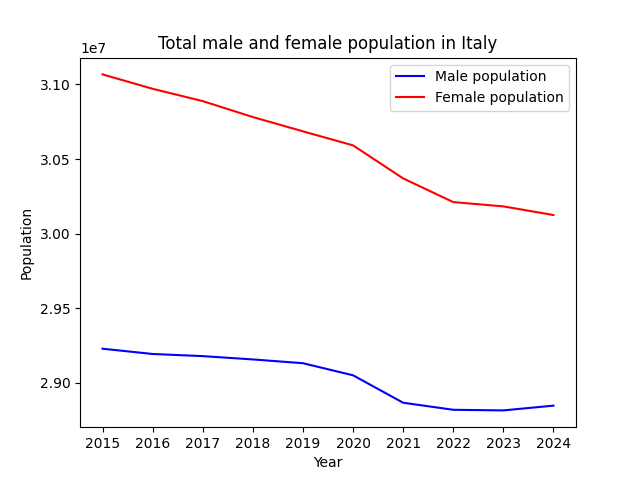 Total male and female population in Italy
1e7
Male population
Female population
3.10
3.05
3.00
2.95
2.90
Population
2015 2016 2017 2018 2019 2020 2021 2022 2023 2024
Year